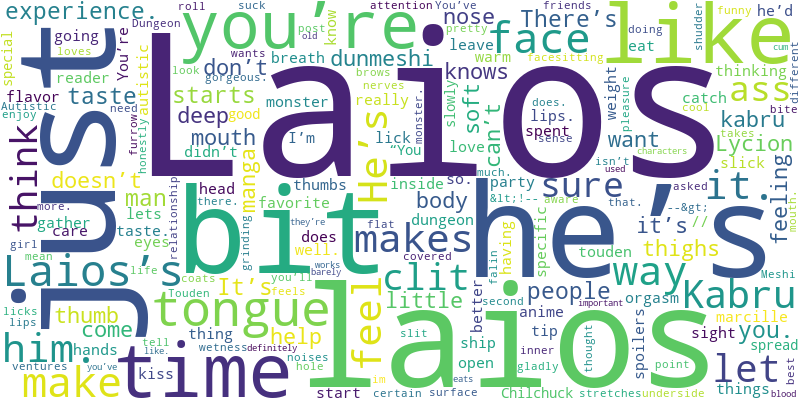 experience. going You're roll suck attention You've friends
Dungeon loves wants post old doing pretty shudder funny he'd
special Autistic flavor reader look gorgeous. know nose leave There's eat
you're face like
just Laios
taste don't breath dunmeshi warm facesitting cum different
autistic starts brows nerves knows slowly weight thinking ass
enjoy need monster really soft catch cool bite
think honestly furrow deep good monster. does. lips. pleasure kabru
mouth I'm He's "You can't spent sense want takes Lycion
didn't lick love isn't characters slick
doesn't manga thumbs inside so. much. used
more. there. head party &lt;!-- sure it. asked --&gt; feeling mouth.
man relationship favorite they're body that. aware
gather lets bit flat dungeon he's it's // 
care taste. grinding makes specific touden thighs
girl eyes does well. covered Meshi
mean Laios's coats you'll clit having people way Kabru
life Touden It's feel little
licks thumb tongue feels works barely better falin orgasm important marcille
lips come thing help noises second anime tip inner spoilers sight you. spread
him. hands tell wetness slit ship thought point things
ventures like. definitely hole open gladly let best
make you've time kiss start im laios certain eats surface Chilchuck stretches underside blood